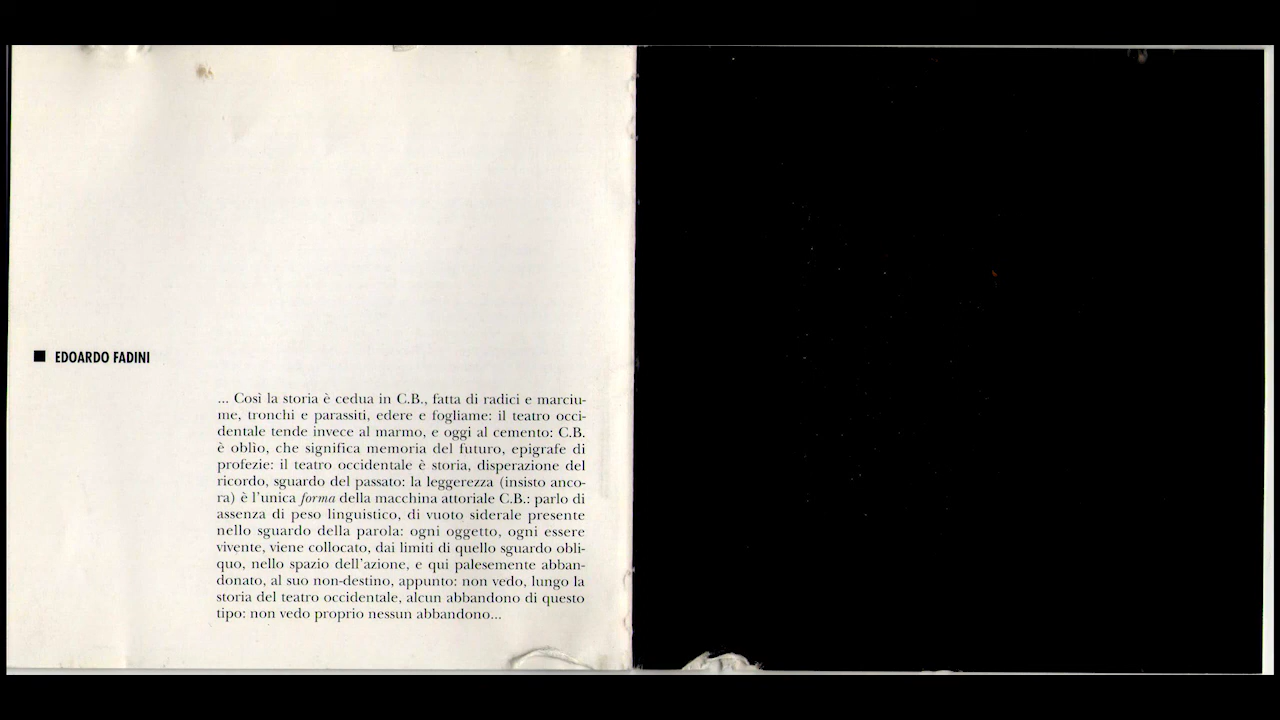 EDOARDO FADINI
... Così la storia è cedua in C.B., fatta di radici e marciu-
me, tronchi e parassiti, edere e fogliame: il teatro occi-
dentale tende invece al marmo, e oggi al cemento: C.B.
è oblìo, che significa memoria del futuro, epigrafe di
profezie: il teatro occidentale è storia, disperazione del
ricordo, sguardo del passato: la leggerezza (insisto anco-
ra) è l'unica forma della macchina attoriale C.B.: parlo di
assenza di peso linguistico, di vuoto siderale presente
nello sguardo della parola: ogni oggetto, ogni essere
vivente, viene collocato, dai limiti di quello sguardo obli-
quo, nello spazio dell'azione, e qui palesemente abban-
donato, al suo non-destino, appunto: non vedo, lungo la
storia del teatro occidentale, alcun abbandono di questo
tipo: non vedo proprio nessun abbandono...